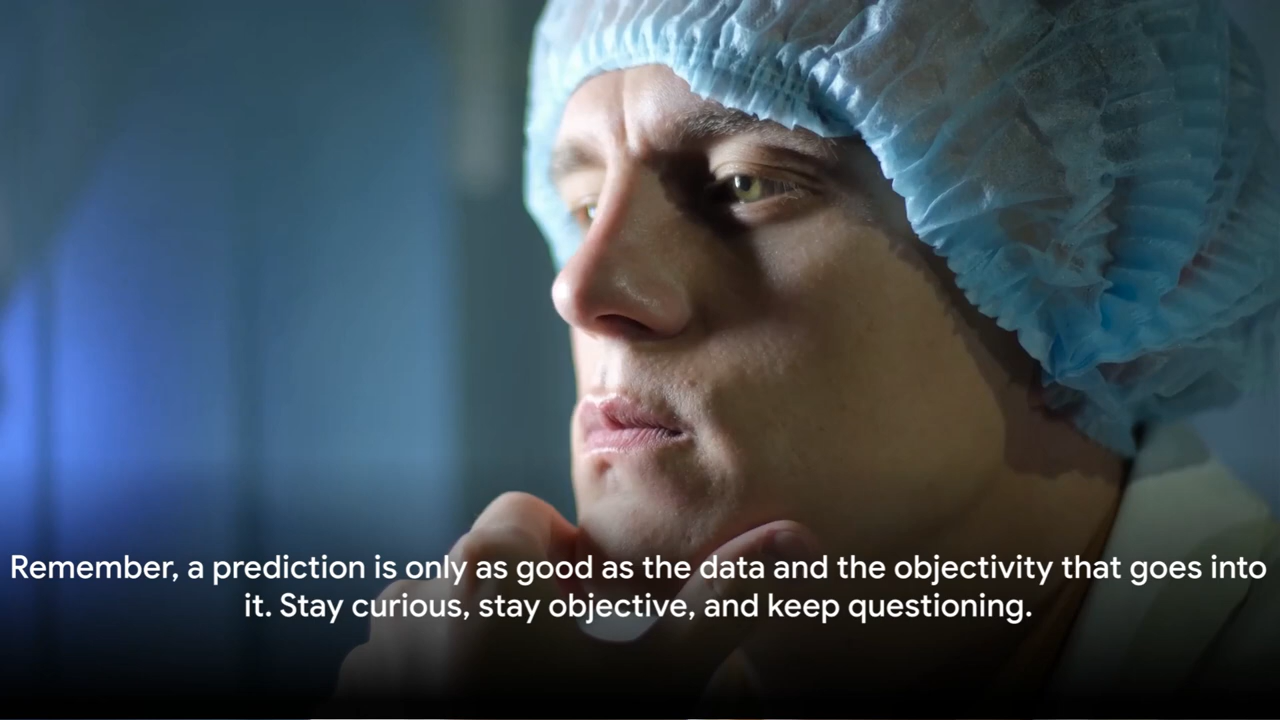 Remember, a prediction is only as good as the data and the objectivity that goes into
it. Stay curious, stay objective, and keep questioning.